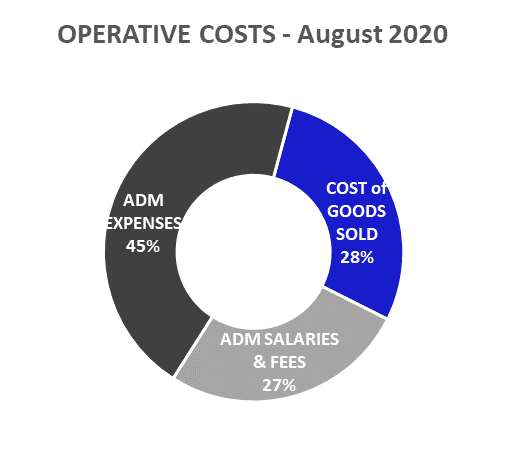 OPERATIVE COSTS - August 2020
COST of
GOODS
SOLD
28%
ADM
EXPENSES
45%
ADM SALARIES
& FEES
27%